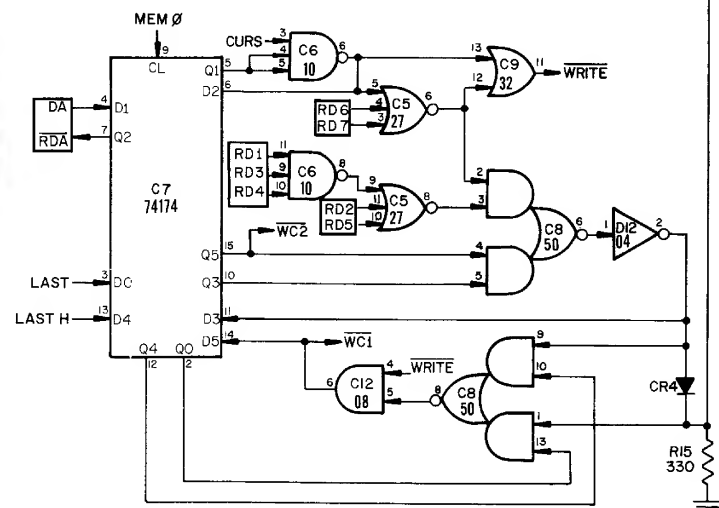 MEM Ø
9
CL
CURS
3
4
5
C6
10
6
13
12
C9
32
11
WRITE
5
Q1
6
D2
DA
4
D1
RDA
7
Q2
RD6
RD7
5
4
3
C5
27
6
C7
74174
RD1
RD3
RD4
11
9
10
C6
10
8
RD2
RD5
9
11
10
C5
27
8
2
3
4
5
C8
50
6
1
D12
04
2
15
Q5
WC2
10
Q3
LAST
3
D0
LAST H
13
D4
11
D3
14
D5
WC1
Q4
12
Q0
2
6
C12
08
4
5
WRITE
8
C8
50
9
10
1
13
CR4
R15
330